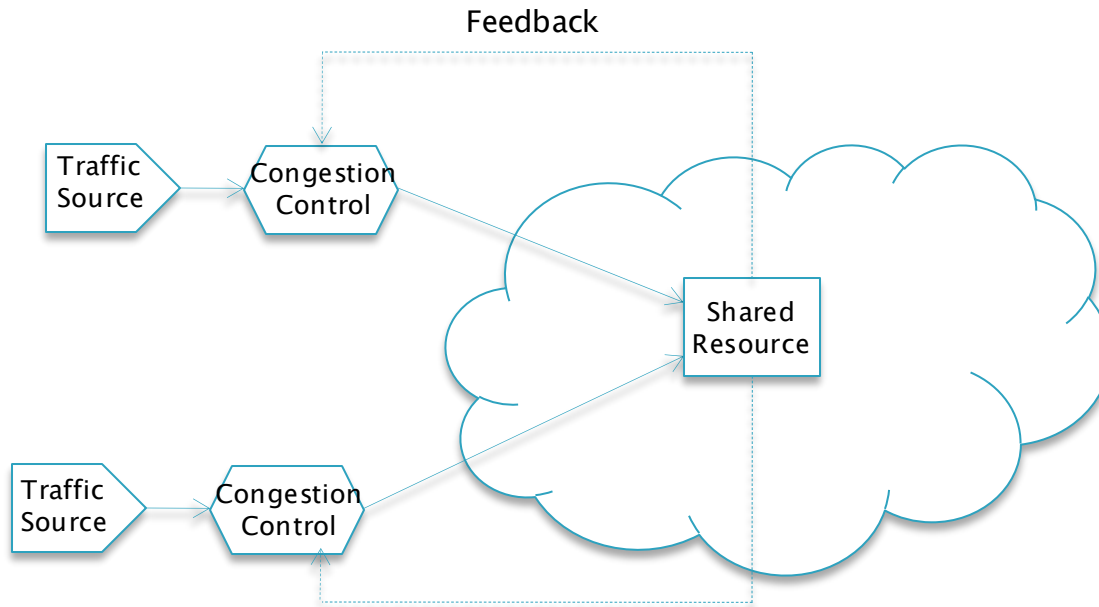 Feedback
Traffic
Source
Congestion
Control
Shared
Resource
Traffic
Source
Congestion
Control